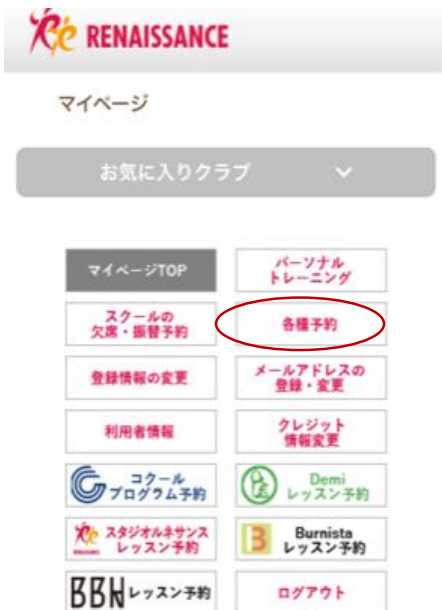 RENAISSANCE
マイページ
お気に入りクラブ
マイページTOP
パーソナル
トレーニング
スクールの
欠席・振替予約
各種予約
登録情報の変更
メールアドレスの
登録・変更
利用者情報
クレジット
情報変更
コクール
プログラム予約
Demi
レッスン予約
スタジオルネサンス
レッスン予約
RENAISSANCE
Burnista
レッスン予約
BBN レッスン予約
ログアウト